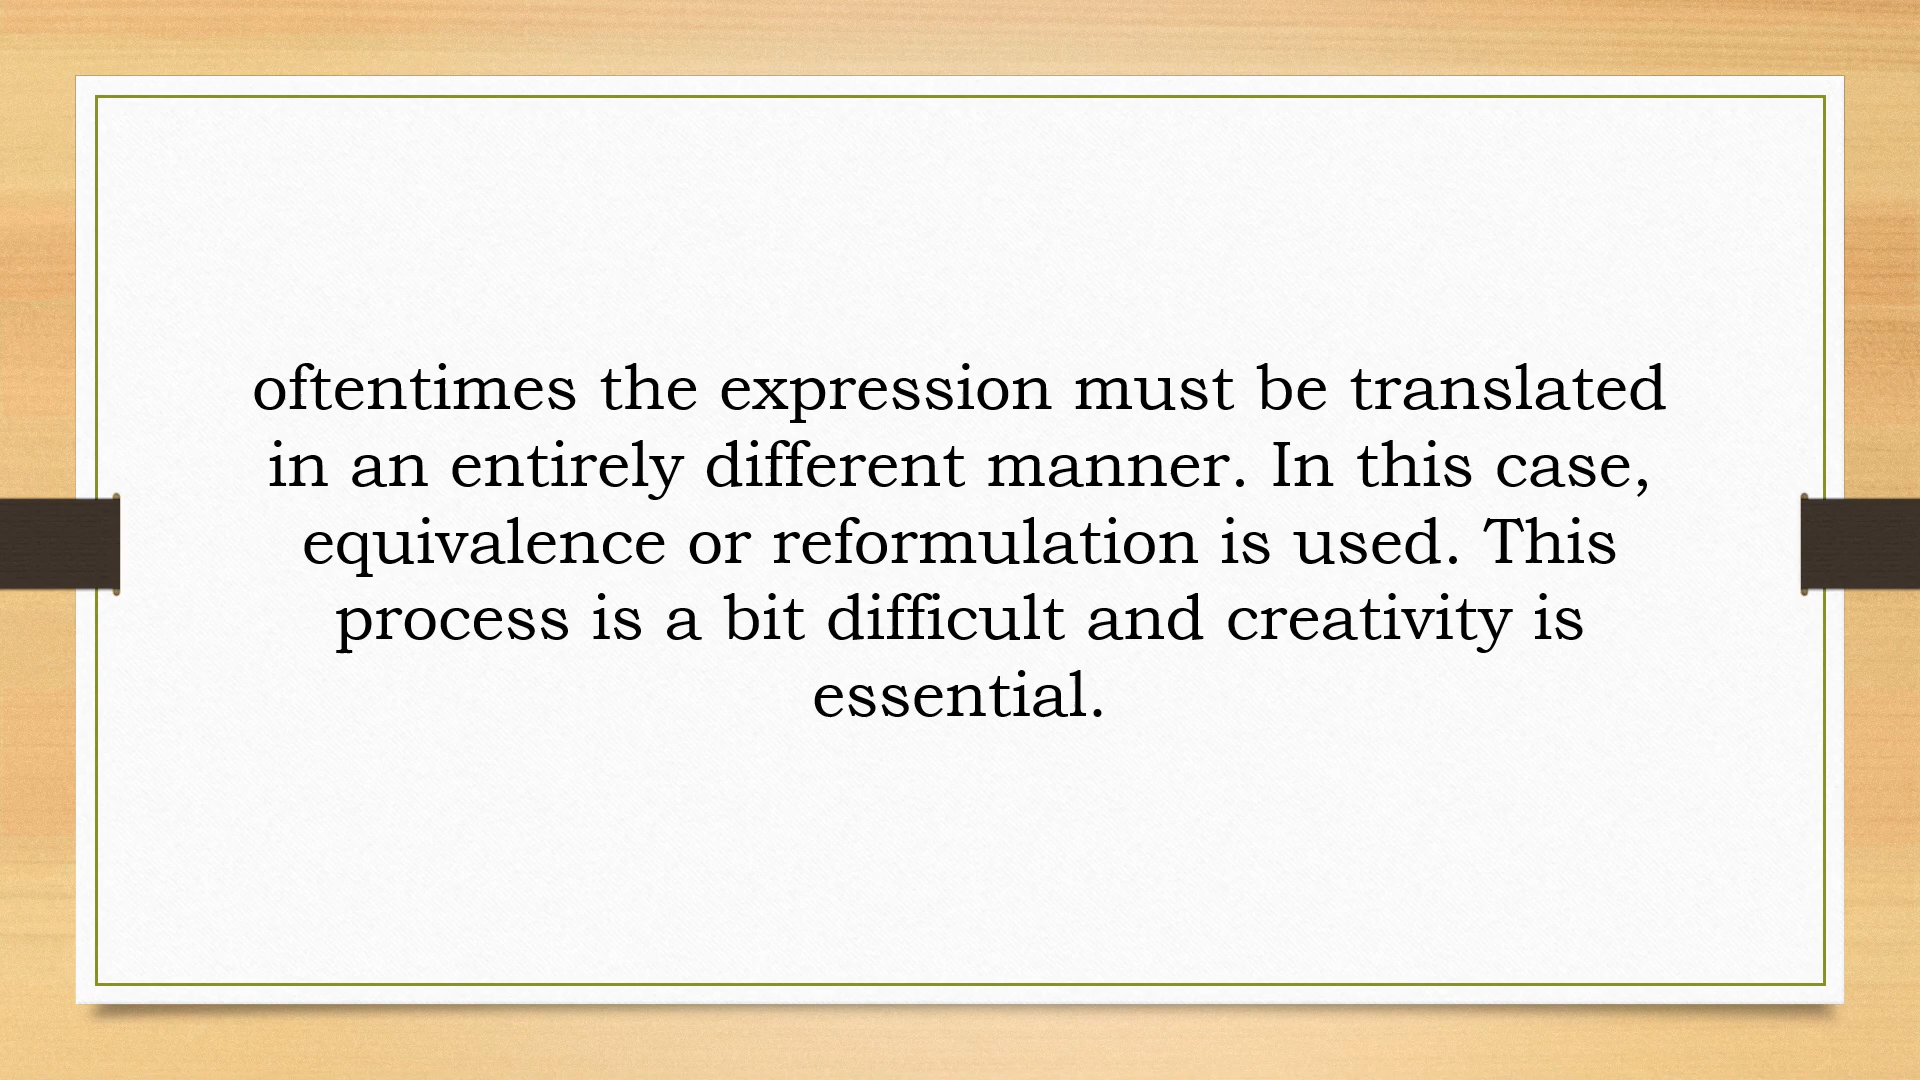 oftentimes the expression must be translated
in an entirely different manner. In this case,
equivalence or reformulation is used. This
process is a bit difficult and creativity is
essential.